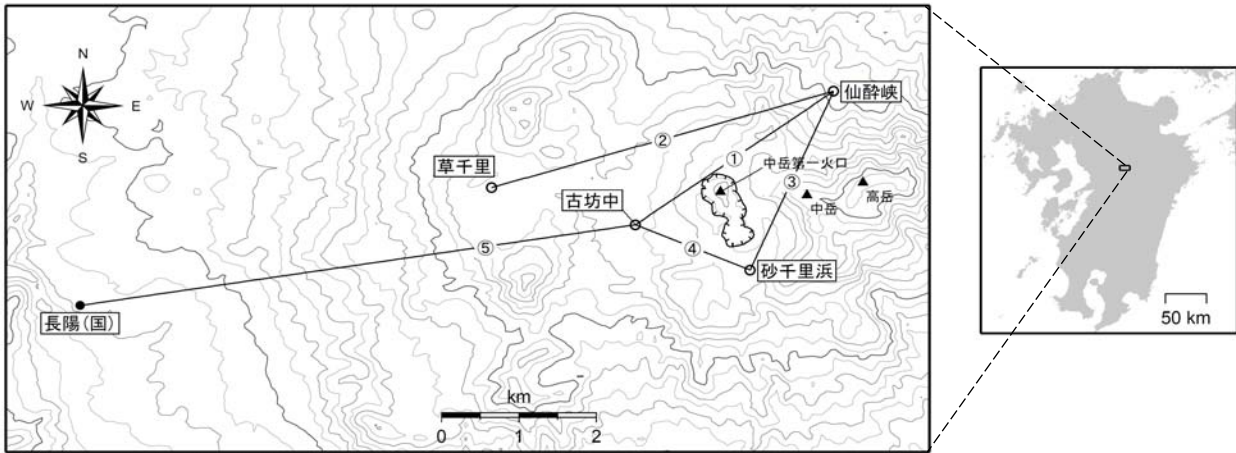 N
W
E
S
仙酔峡
②
①
草千里
中岳第一火口
③
高岳
中岳
古坊中
④
⑤
砂千里浜
長陽(国)
km
0 1 2
50 km